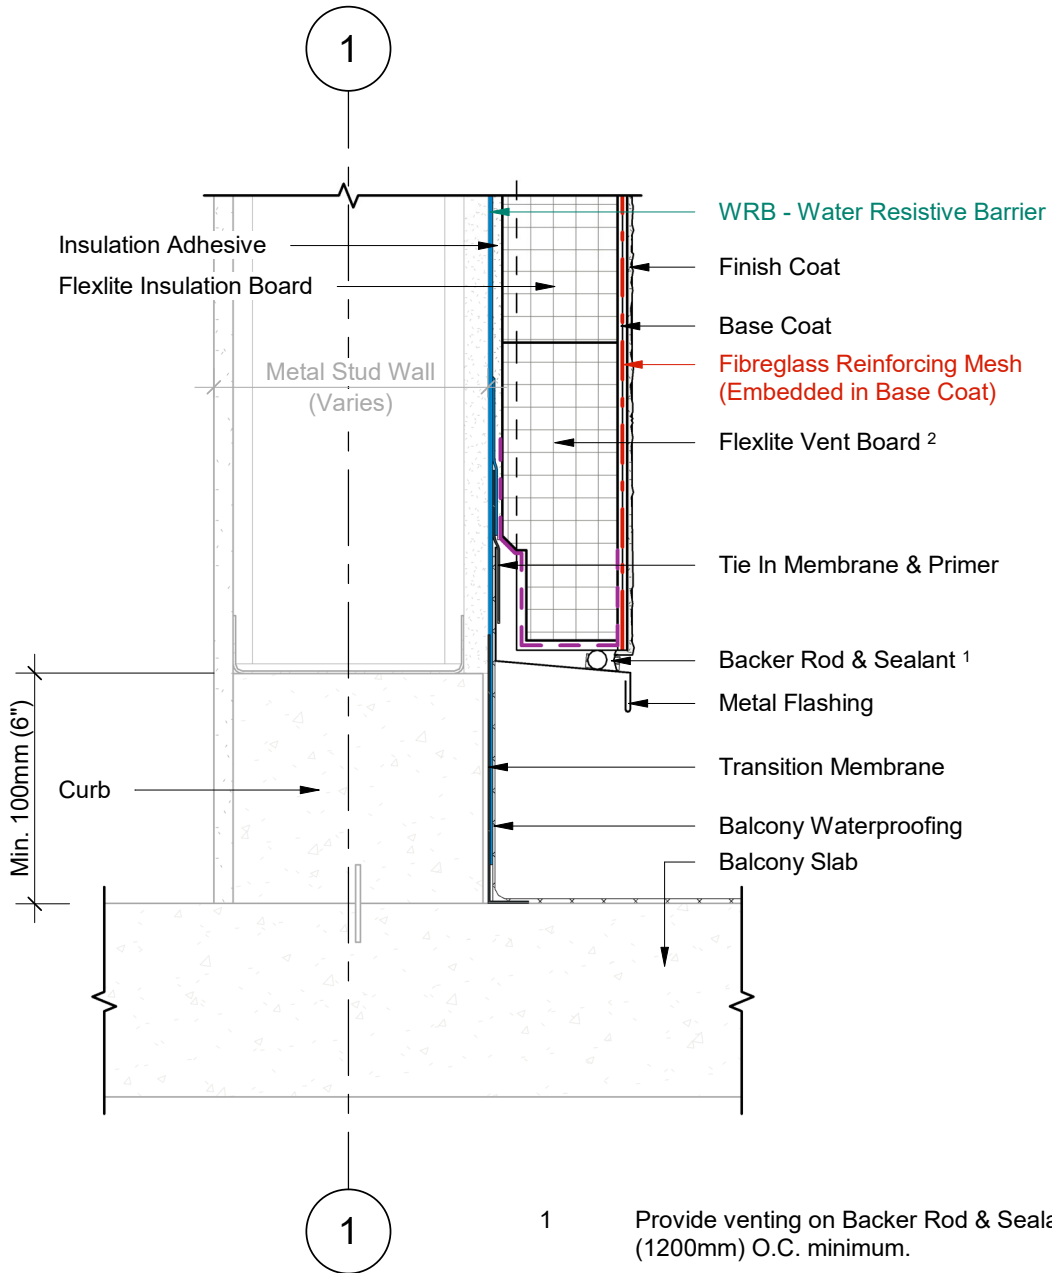 1
WRB - Water Resistive Barrier
Insulation Adhesive
Finish Coat
Flexlite Insulation Board
Base Coat
Metal Stud Wall
(Varies)
Fibreglass Reinforcing Mesh
(Embedded in Base Coat)
Flexlite Vent Board 2
Tie In Membrane & Primer
Backer Rod & Sealant 1
Metal Flashing
Min. 100mm (6")
Curb
Transition Membrane
Balcony Waterproofing
Balcony Slab
1
1 Provide venting on Backer Rod &
(1200mm) O.C. minimum.